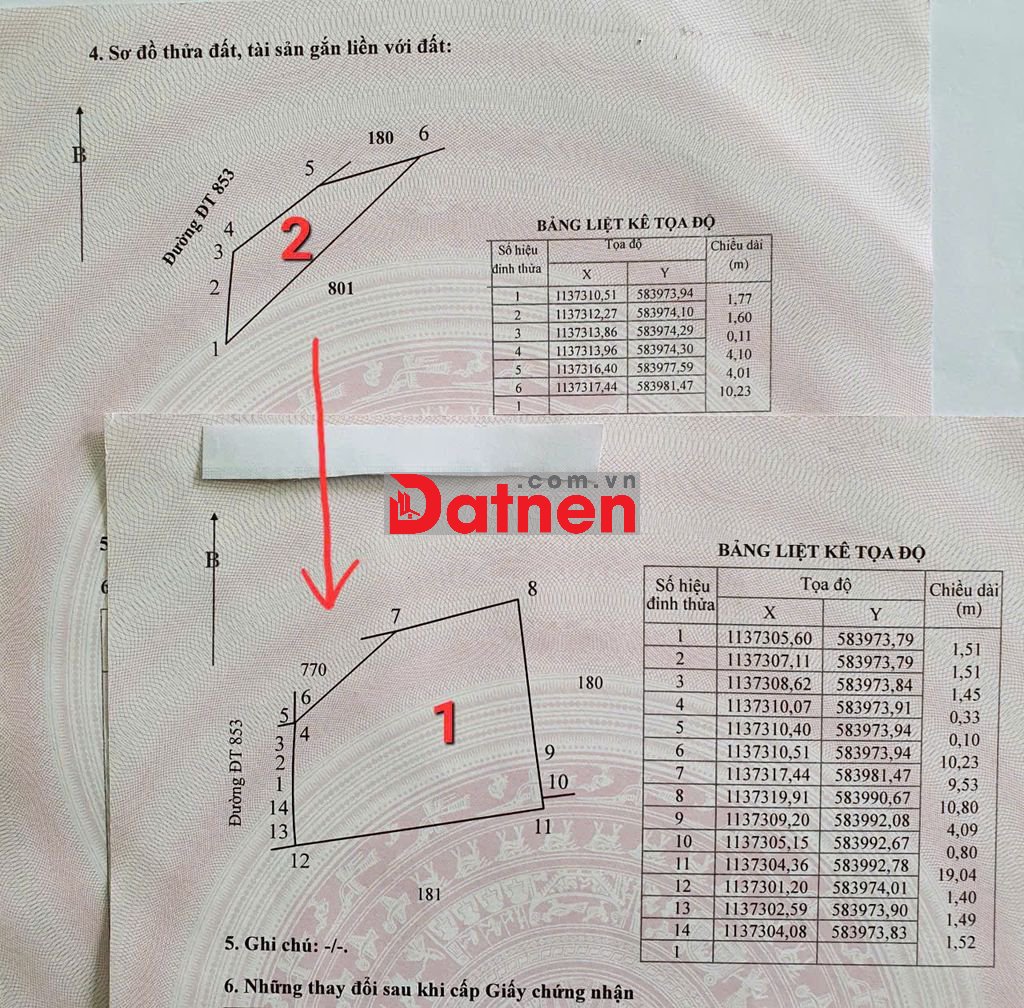 4. Sơ đồ thửa đất, tài sản gắn liền với đất:
B
Đường ĐT 853
180
6
5
4
3
2
1
2
801
BẢNG LIỆT KÊ TỌA ĐỘ
Số hiệu đỉnh thửa Tọa độ Chiều dài (m)
X Y
1 1137310,51 583973,94
1,77
2 1137312,27 583974,10
1,60
3 1137313,86 583974,29
0,11
4 1137313,96 583974,30
4,10
5 1137316,40 583977,59
4,01
6 1137317,44 583981,47
10,23
1
5
6
.com.vn
Datnen
B
Đường ĐT 853
770
7
8
6
5
4
3
2
1
14
13
12
9
10
11
1
180
181
BẢNG LIỆT KÊ TỌA ĐỘ
Số hiệu đỉnh thửa Tọa độ Chiều dài (m)
X Y
1 1137305,60 583973,79
1,51
2 1137307,11 583973,79
1,51
3 1137308,62 583973,84
1,45
4 1137310,07 583973,91
0,33
5 1137310,40 583973,94
0,10
6 1137310,51 583973,94
10,23
7 1137317,44 583981,47
9,53
8 1137319,91 583990,67
10,80
9 1137309,20 583992,08
4,09
10 1137305,15 583992,67
0,80
11 1137304,36 583992,78
19,04
12 1137301,20 583974,01
1,40
13 1137302,59 583973,90
1,49
14 1137304,08 583973,83
1,52
1
5. Ghi chú: -/-.
6. Những thay đổi sau khi cấp Giấy chứng nhận